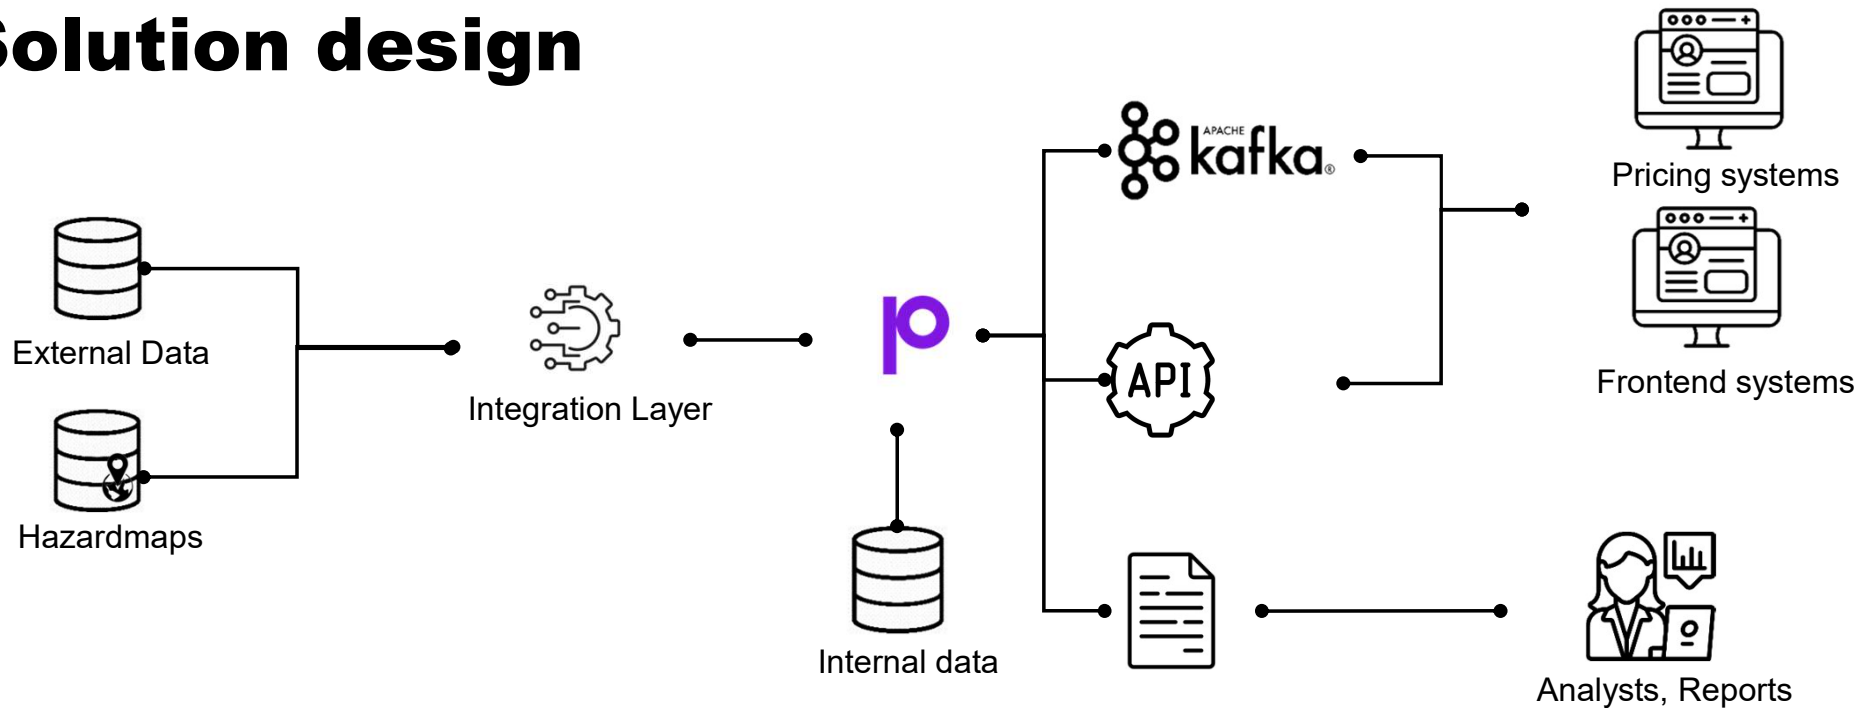 Solution design
APACHE
kafka®
Pricing systems
External Data
p
Frontend systems
API
Integration Layer
Hazardmaps
Internal data
Analysts, Reports